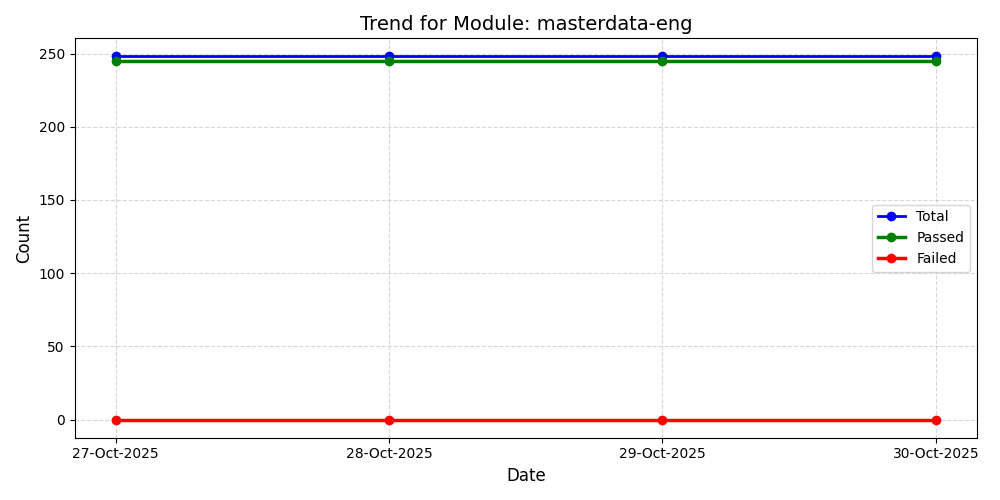 Trend for Module: masterdata-eng
250
200
150
100
50
0
Count
Total
Passed
Failed
27-Oct-2025
28-Oct-2025
29-Oct-2025
30-Oct-2025
Date